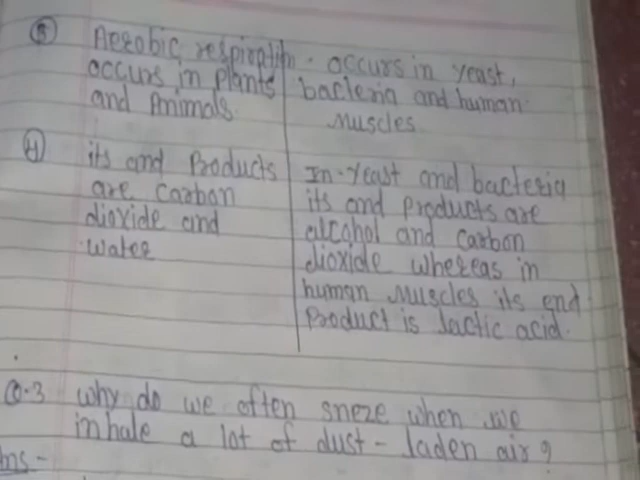 ③ Aerobic respiration
occurs in Plants
and Animals.
occurs in yeast,
bacteria and human
Muscles
④ its and Products
are carbon
dioxide and
water
In-yeast and bacteria
its and products are
alcohol and carbon
dioxide whereas in
human Muscles its end
Product is lactic acid.
Q.3 why do we often sneze when we
inhale a lot of dust - laden air?
Ans -